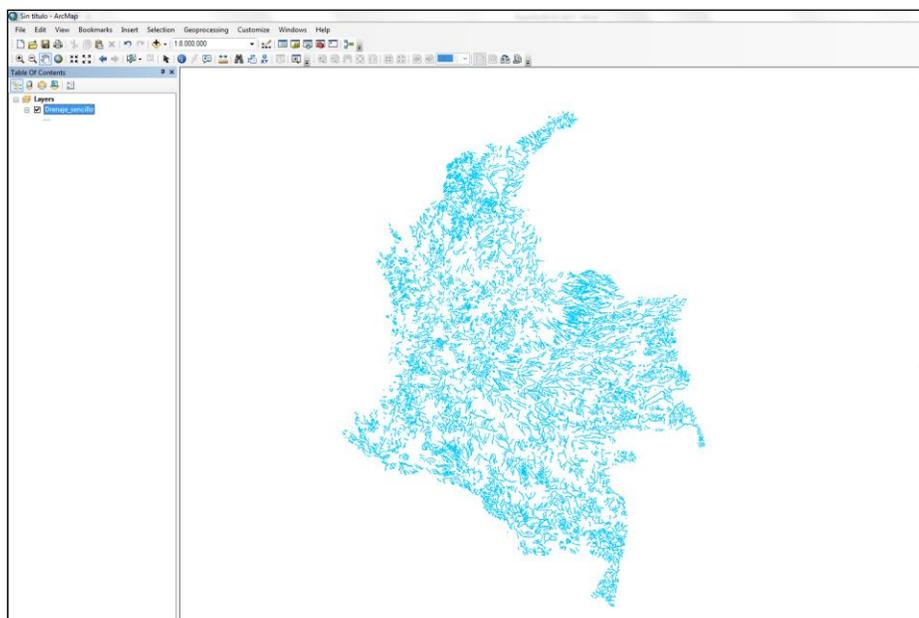 Sin título - ArcMap
File Edit View Bookmarks Insert Selection Geoprocessing Customize Windows Help
1:8.000.000
Table Of Contents
Layers
Drenaje_sencillo